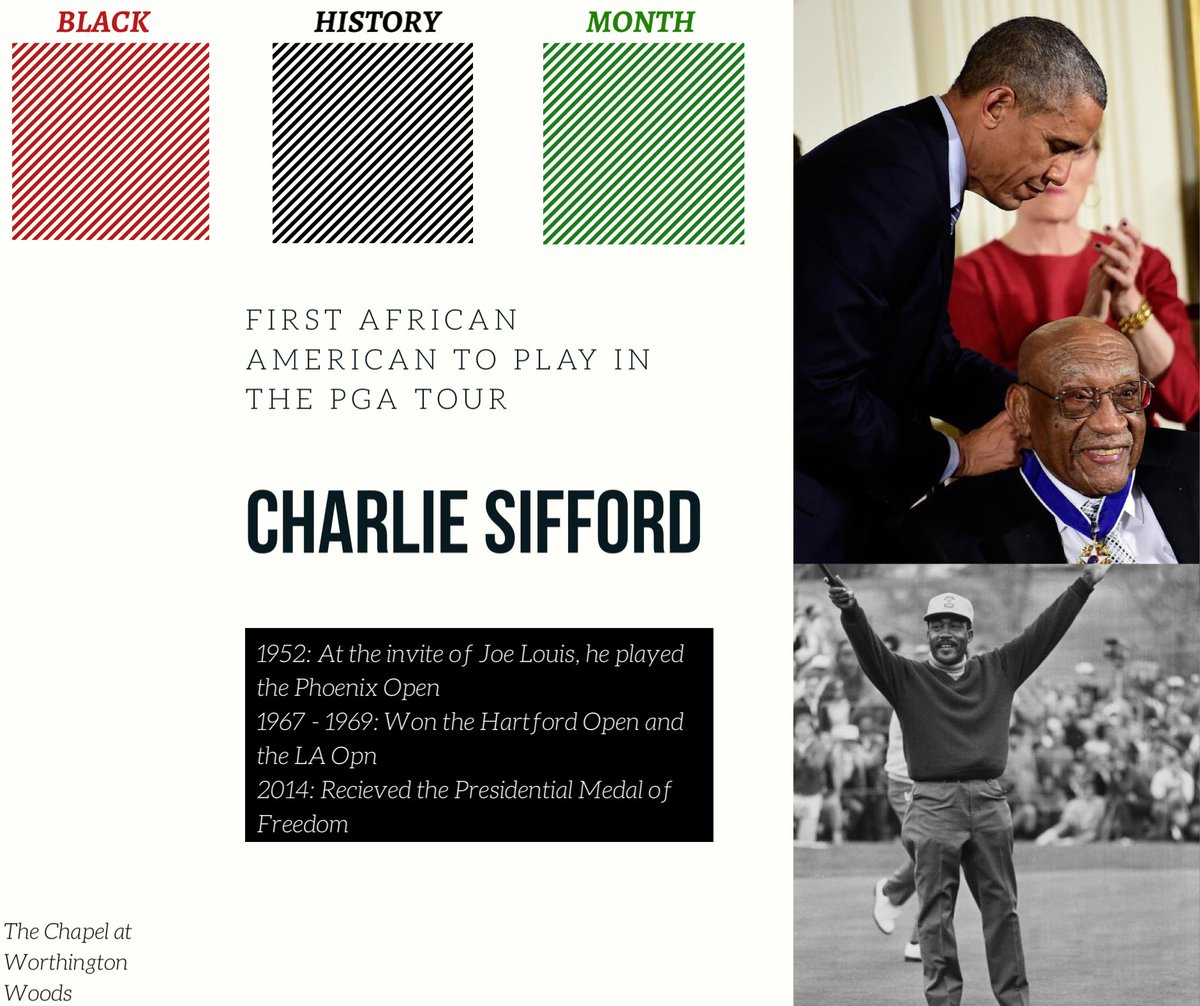 BLACK HISTORY MONTH
FIRST AFRICAN
AMERICAN TO PLAY IN
THE PGA TOUR
CHARLIE SIFFORD
1952: At the invite of Joe Louis, he played
the Phoenix Open
1967 - 1969: Won the Hartford Open and
the LA Opn
2014: Recieved the Presidential Medal of
Freedom
The Chapel at
Worthington
Woods